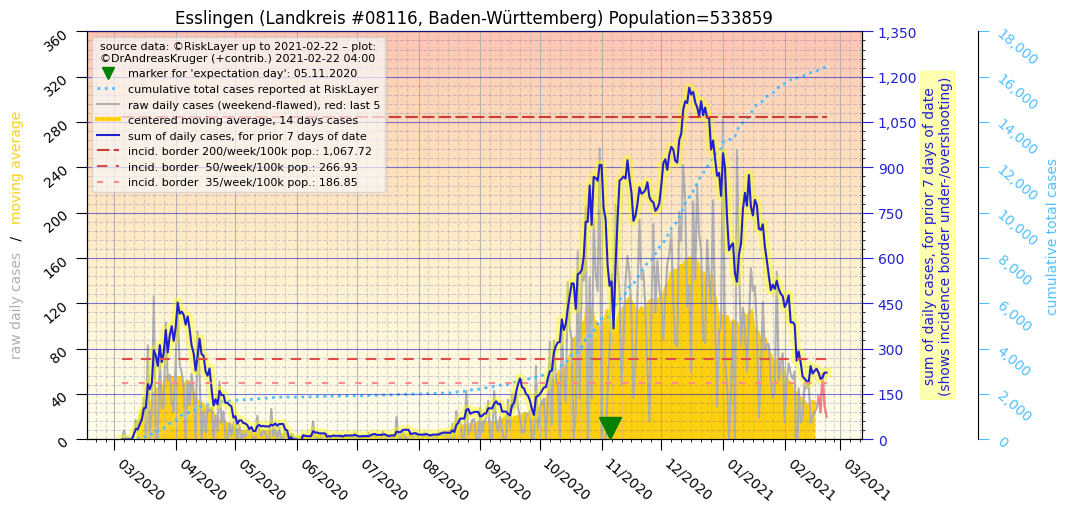 Esslingen (Landkreis #08116, Baden-Württemberg) Population=533859
source data: ©RiskLayer up to 2021-02-22 – plot:
©DrAndreasKruger (+contrib.) 2021-02-22 04:00
marker for 'expectation day': 05.11.2020
cumulative total cases reported at RiskLayer
raw daily cases (weekend-flawed), red: last 5
centered moving average, 14 days
sum of daily cases, for prior 7 days of date
incid. border 200/week/100k pop.: 1,067.72
incid. border  50/week/100k pop.: 266.93
incid. border  35/week/100k pop.: 186.85
raw daily cases / moving average
360
320
280
240
200
160
120
80
40
0
03/2020
04/2020
05/2020
06/2020
07/2020
08/2020
09/2020
10/2020
11/2020
12/2020
01/2021
02/2021
03/2021
1,350
1,200
1,050
900
750
600
450
300
150
0
sum of daily cases, for prior 7 days of date
(shows incidence border under-/overshooting)
18,000
16,000
14,000
12,000
10,000
8,000
6,000
4,000
2,000
0
cumulative total cases